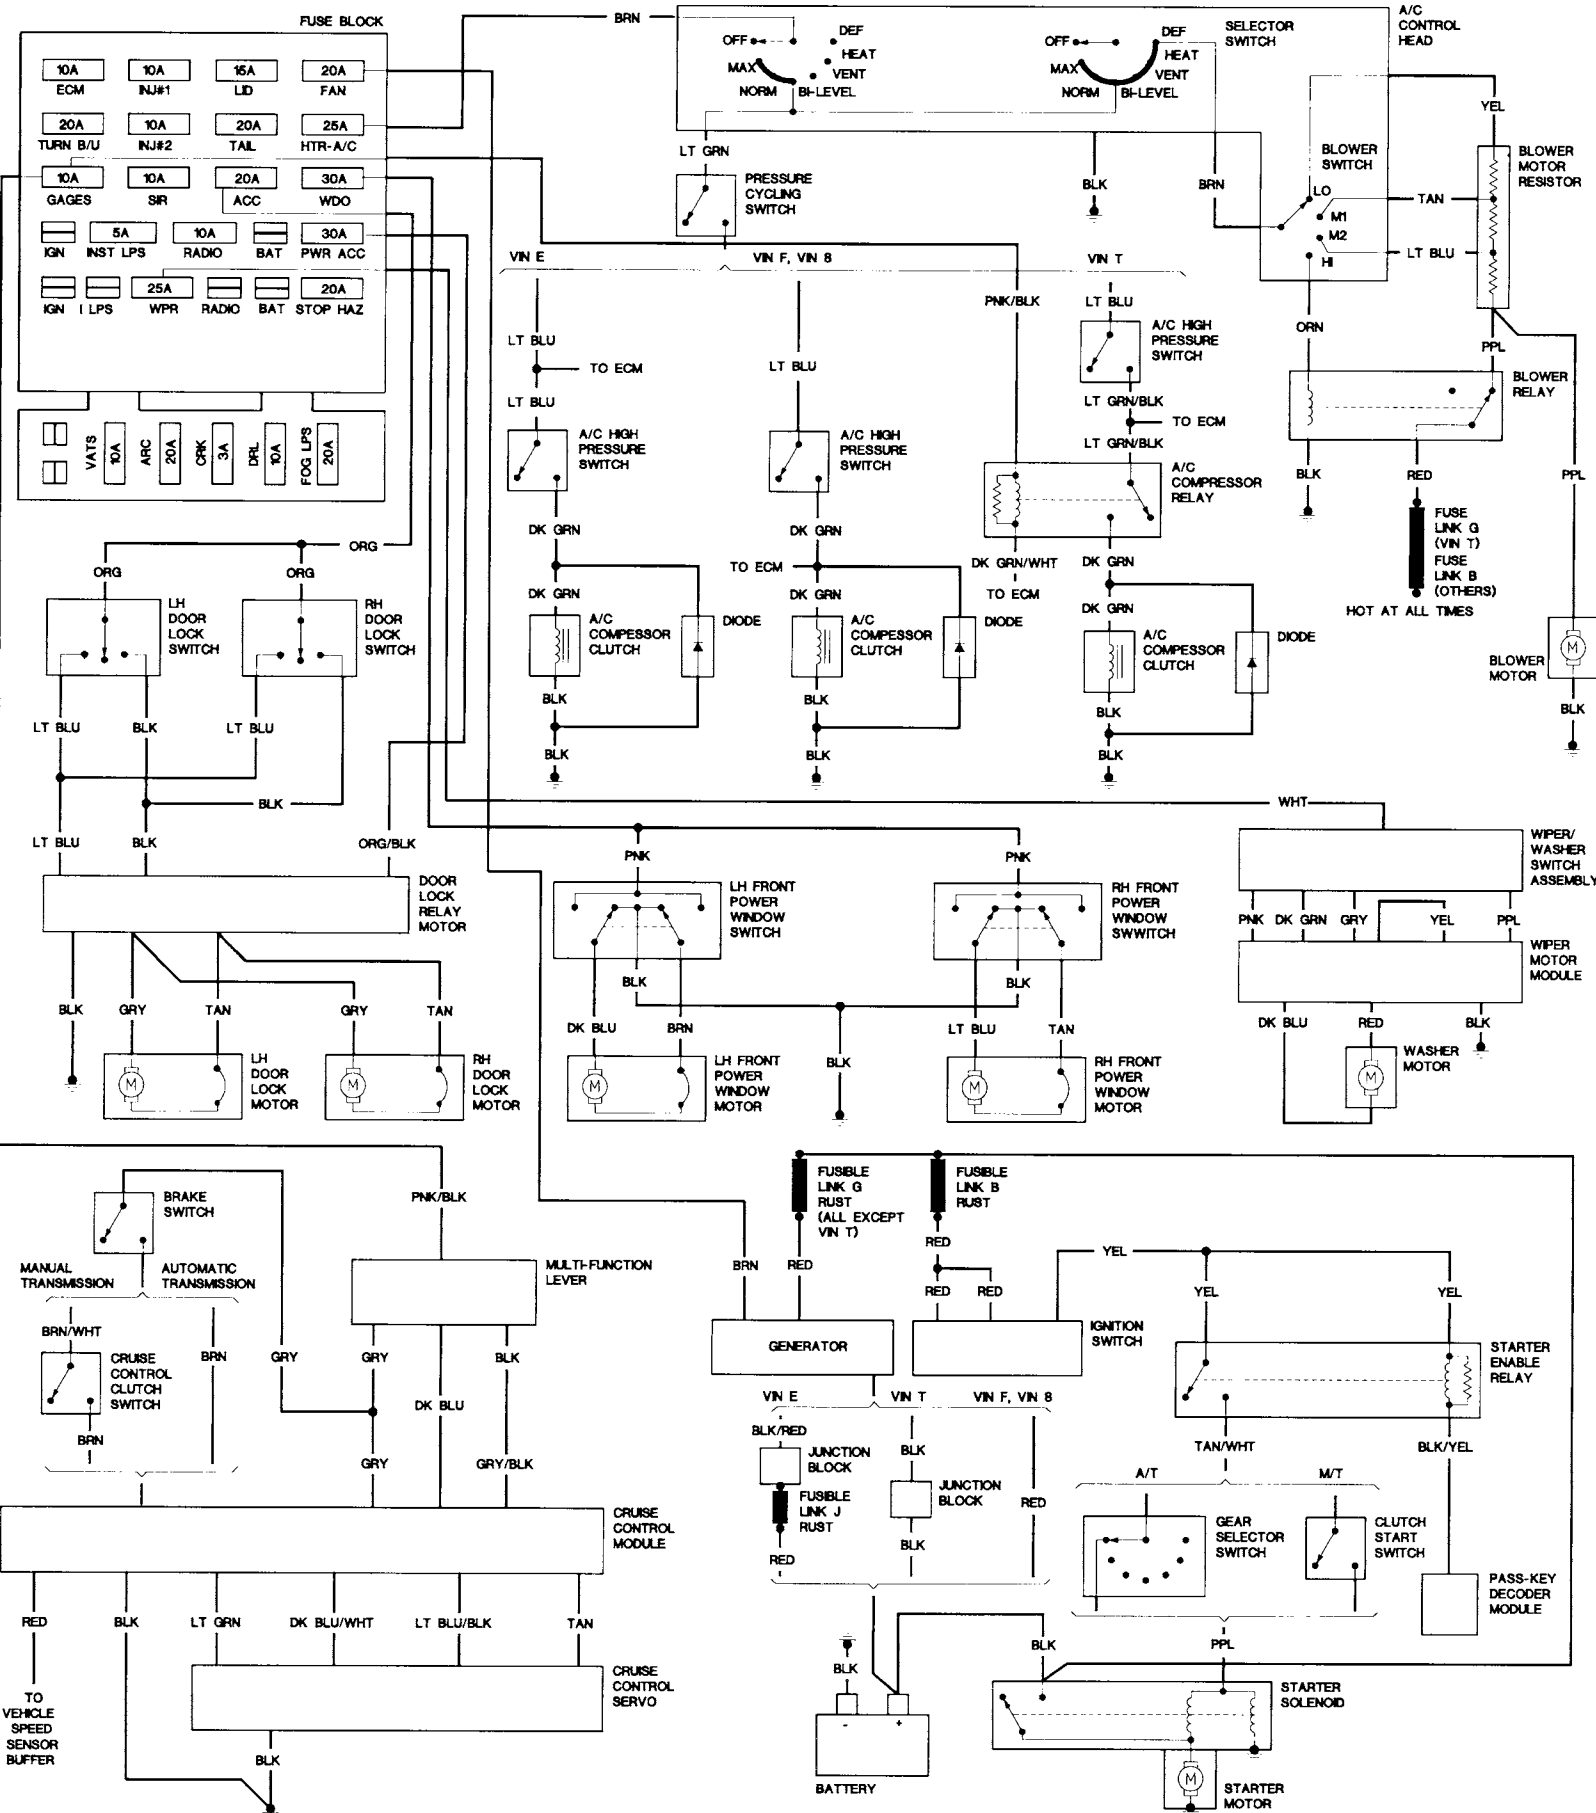 FUSE BLOCK
10A 10A 15A 20A
ECM INJ#1 LID FAN
20A 10A 20A 25A
TURN B/U INJ#2 TAIL HTR-A/C
10A 10A 20A 30A
GAGES SIR ACC WDO
5A 10A 30A
IGN INST LPS RADIO BAT PWR ACC
25A 20A
IGN I LPS WPR RADIO BAT STOP HAZ
VATS 10A ARC 20A CRK 3A DRL 10A FOG LPS 20A
BRN
OFF DEF
HEAT
MAX VENT
NORM BI-LEVEL
OFF DEF
HEAT
MAX VENT
NORM BI-LEVEL
SELECTOR
SWITCH
A/C
CONTROL
HEAD
LT GRN
PRESSURE
CYCLING
SWITCH
BLK
BRN
BLOWER
SWITCH
LO
M1
M2
HI
YEL
TAN
LT BLU
BLOWER
MOTOR
RESISTOR
ORN
PPL
BLOWER
RELAY
BLK
RED
PPL
FUSE
LINK G
(VIN T)
FUSE
LINK B
(OTHERS)
HOT AT ALL TIMES
BLOWER
MOTOR
M
BLK
VIN E VIN F, VIN 8 VIN T
PNK/BLK
LT BLU
A/C HIGH
PRESSURE
SWITCH
LT BLU
TO ECM
LT BLU
LT BLU
LT GRN/BLK
TO ECM
LT GRN/BLK
A/C HIGH
PRESSURE
SWITCH
A/C HIGH
PRESSURE
SWITCH
A/C
COMPRESSOR
RELAY
DK GRN
DK GRN
A/C
COMPESSOR
CLUTCH
DIODE
BLK
BLK
DK GRN
TO ECM
DK GRN
A/C
COMPESSOR
CLUTCH
DIODE
BLK
BLK
DK GRN/WHT
TO ECM
DK GRN
DK GRN
A/C
COMPESSOR
CLUTCH
DIODE
BLK
BLK
ORG
ORG ORG
LH
DOOR
LOCK
SWITCH
RH
DOOR
LOCK
SWITCH
LT BLU BLK LT BLU
BLK
LT BLU BLK ORG/BLK
DOOR
LOCK
RELAY
MOTOR
BLK GRY TAN GRY TAN
M
LH
DOOR
LOCK
MOTOR
M
RH
DOOR
LOCK
MOTOR
PNK PNK
LH FRONT
POWER
WINDOW
SWITCH
RH FRONT
POWER
WINDOW
SWWITCH
BLK BLK
DK BLU BRN LT BLU TAN
BLK
M
LH FRONT
POWER
WINDOW
MOTOR
M
RH FRONT
POWER
WINDOW
MOTOR
WHT
WIPER/
WASHER
SWITCH
ASSEMBLY
PNK DK GRN GRY YEL PPL
WIPER
MOTOR
MODULE
DK BLU RED BLK
WASHER
MOTOR
M
BRAKE
SWITCH
PNK/BLK
MANUAL
TRANSMISSION
AUTOMATIC
TRANSMISSION
MULTI-FUNCTION
LEVER
BRN/WHT
CRUISE
CONTROL
CLUTCH
SWITCH
BRN GRY GRY BLK
DK BLU
BRN GRY GRY/BLK
CRUISE
CONTROL
MODULE
RED BLK LT GRN DK BLU/WHT LT BLU/BLK TAN
TO
VEHICLE
SPEED
SENSOR
BUFFER
CRUISE
CONTROL
SERVO
BLK
FUSIBLE
LINK G
RUST
(ALL EXCEPT
VIN T)
FUSIBLE
LINK B
RUST
RED
BRN RED
RED RED
GENERATOR
IGNITION
SWITCH
YEL
YEL YEL
STARTER
ENABLE
RELAY
VIN E VIN T VIN F, VIN 8
BLK/RED
JUNCTION
BLOCK
FUSIBLE
LINK J
RUST
RED
BLK
JUNCTION
BLOCK
BLK
RED
TAN/WHT BLK/YEL
A/T M/T
GEAR
SELECTOR
SWITCH
CLUTCH
START
SWITCH
PASS-KEY
DECODER
MODULE
PPL
BLK
BLK
- +
BATTERY
STARTER
SOLENOID
M
STARTER
MOTOR